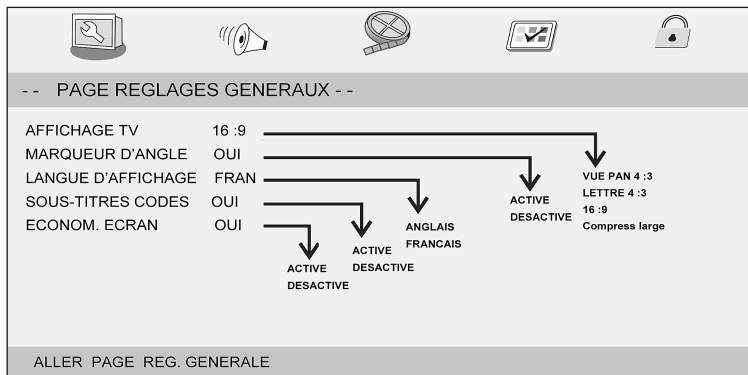 -- PAGE REGLAGES GENERAUX --
AFFICHAGE TV 16 :9
MARQUEUR D'ANGLE OUI
LANGUE D'AFFICHAGE FRAN
SOUS-TITRES CODES OUI
ECONOM. ECRAN OUI
VUE PAN 4 :3
LETTRE 4 :3
16 :9
Compress large
ACTIVE
DESACTIVE
ANGLAIS
FRANCAIS
ACTIVE
DESACTIVE
ACTIVE
DESACTIVE
ALLER PAGE REG. GENERALE